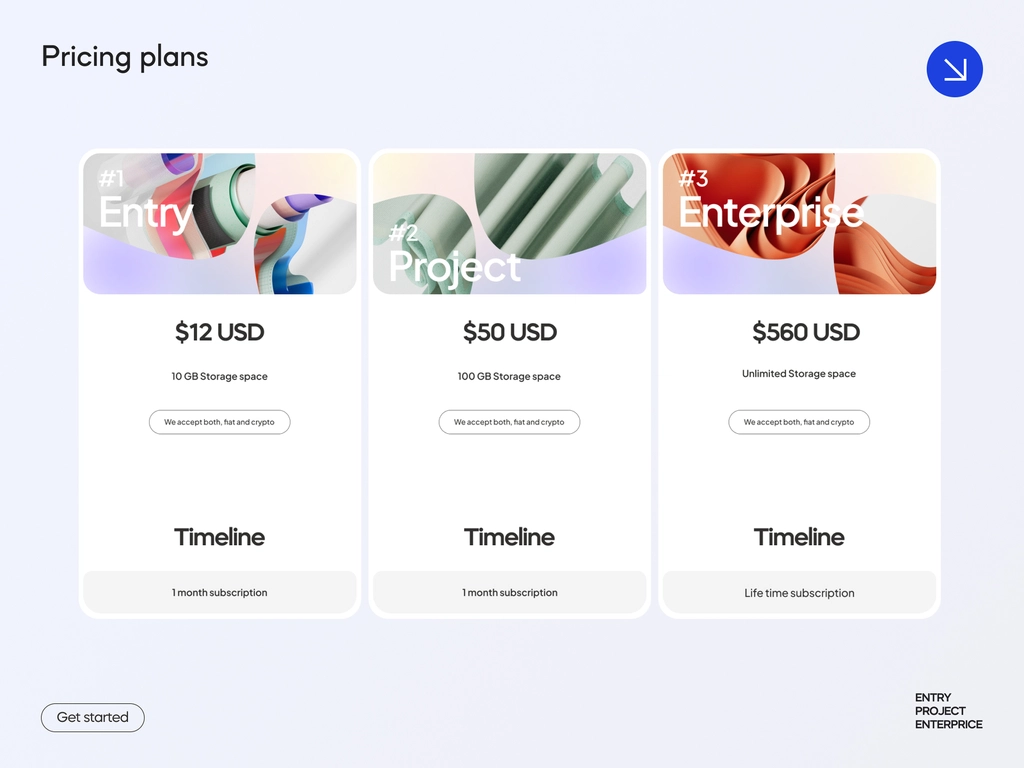 Pricing plans
#1
Entry
$12 USD
10 GB Storage space
We accept both, fiat and crypto
Timeline
1 month subscription
#2
Project
$50 USD
100 GB Storage space
We accept both, fiat and crypto
Timeline
1 month subscription
#3
Enterprise
$560 USD
Unlimited Storage space
We accept both, fiat and crypto
Timeline
Life time subscription
Get started
ENTRY
PROJECT
ENTERPRICE